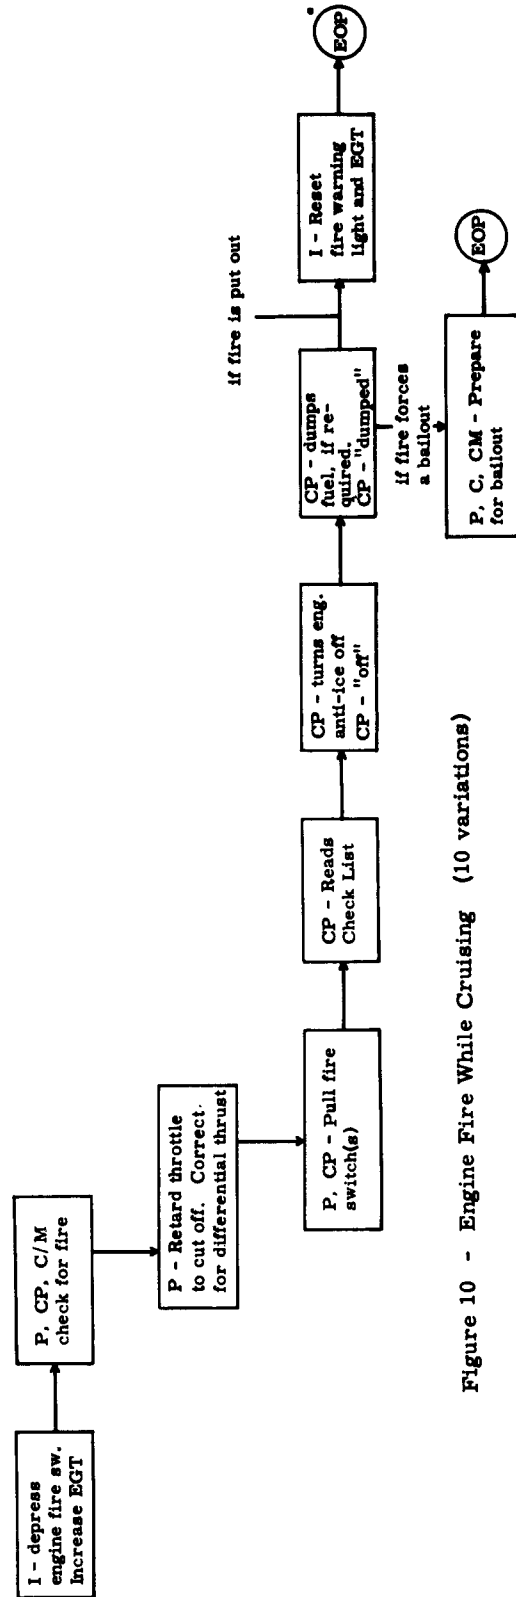 I - depress
engine fire sw.
Increase EGT
P, CP, C/M
check for fire
P - Retard throttle
to cut off. Correct
for differential thrust
P, CP - Pull fire
switch(s)
CP - Reads
Check List
CP - turns eng.
anti-ice off
CP - "off"
CP - dumps
fuel, if re-
quired.
CP - "dumped"
if fire is put out
I - Reset
fire warning
light and EGT
EOP
if fire forces
a bailout
P, C, CM - Prepare
for bailout
EOP
Figure 10 - Engine Fire While Cruising (10 variations)